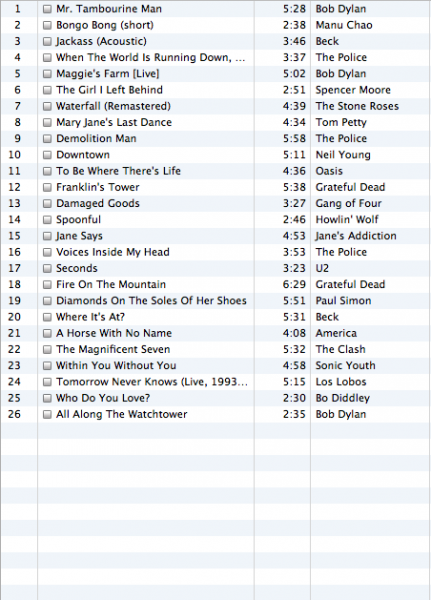 1 Mr. Tambourine Man 5:28 Bob Dylan
2 Bongo Bong (short) 2:38 Manu Chao
3 Jackass (Acoustic) 3:46 Beck
4 When The World Is Running Down, ... 3:37 The Police
5 Maggie's Farm [Live] 5:02 Bob Dylan
6 The Girl I Left Behind 2:51 Spencer Moore
7 Waterfall (Remastered) 4:39 The Stone Roses
8 Mary Jane's Last Dance 4:34 Tom Petty
9 Demolition Man 5:58 The Police
10 Downtown 5:11 Neil Young
11 To Be Where There's Life 4:36 Oasis
12 Franklin's Tower 5:38 Grateful Dead
13 Damaged Goods 3:27 Gang of Four
14 Spoonful 2:46 Howlin' Wolf
15 Jane Says 4:53 Jane's Addiction
16 Voices Inside My Head 3:53 The Police
17 Seconds 3:23 U2
18 Fire On The Mountain 6:29 Grateful Dead
19 Diamonds On The Soles Of Her Shoes 5:51 Paul Simon
20 Where It's At? 5:31 Beck
21 A Horse With No Name 4:08 America
22 The Magnificent Seven 5:32 The Clash
23 Within You Without You 4:58 Sonic Youth
24 Tomorrow Never Knows (Live, 1993... 5:15 Los Lobos
25 Who Do You Love? 2:30 Bo Diddley
26 All Along The Watchtower 2:35 Bob Dylan